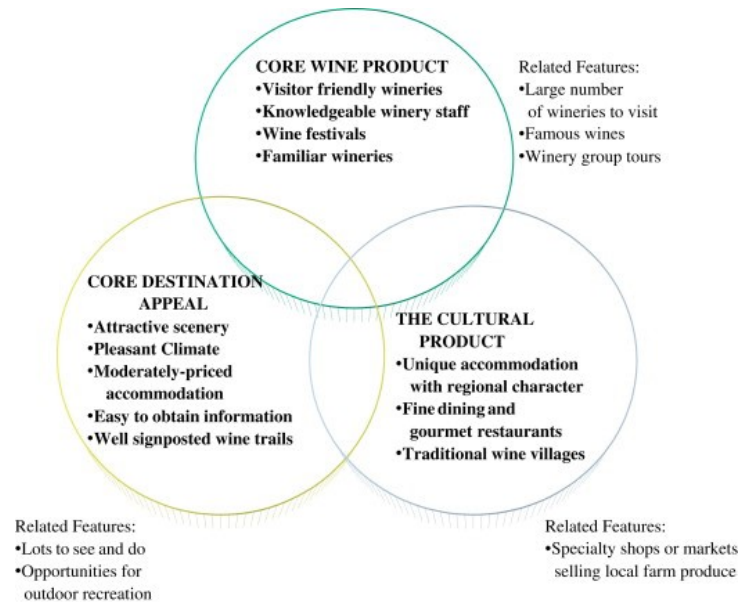 CORE WINE PRODUCT
•Visitor friendly wineries
•Knowledgeable winery staff
•Wine festivals
•Familiar wineries
Related Features:
•Large number
of wineries to visit
•Famous wines
•Winery group tours
CORE DESTINATION
APPEAL
•Attractive scenery
•Pleasant Climate
•Moderately-priced
accommodation
•Easy to obtain information
•Well signposted wine trails
THE CULTURAL
PRODUCT
•Unique accommodation
with regional character
•Fine dining and
gourmet restaurants
•Traditional wine villages
Related Features:
•Lots to see and do
•Opportunities for
outdoor recreation
Related Features:
•Specialty shops or markets
selling local farm produce